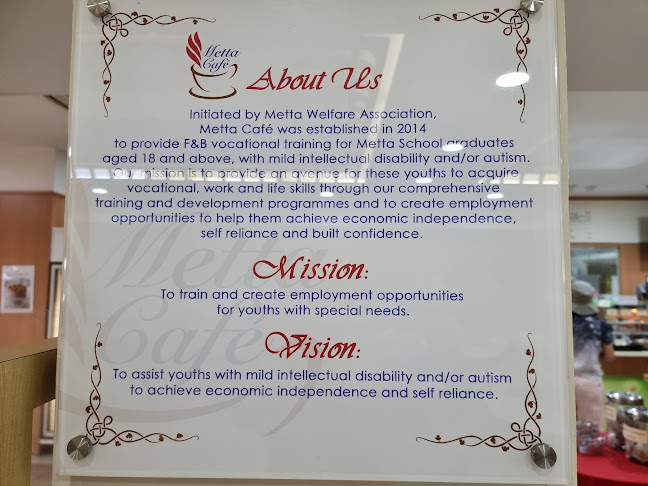 Metta
Café
About Us
Initiated by Metta Welfare Association,
Metta Café was established in 2014
to provide F&B vocational training for Metta School graduates
aged 18 and above, with mild intellectual disability and/or autism.
Our mission is to provide an avenue for these youths to acquire
vocational, work and life skills through our comprehensive
training and development programmes and to create employment
opportunities to help them achieve economic independence,
self reliance and built confidence.
Metta
Café
Mission:
To train and create employment opportunities
for youths with special needs.
Vision:
To assist youths with mild intellectual disability and/or autism
to achieve economic independence and self reliance.